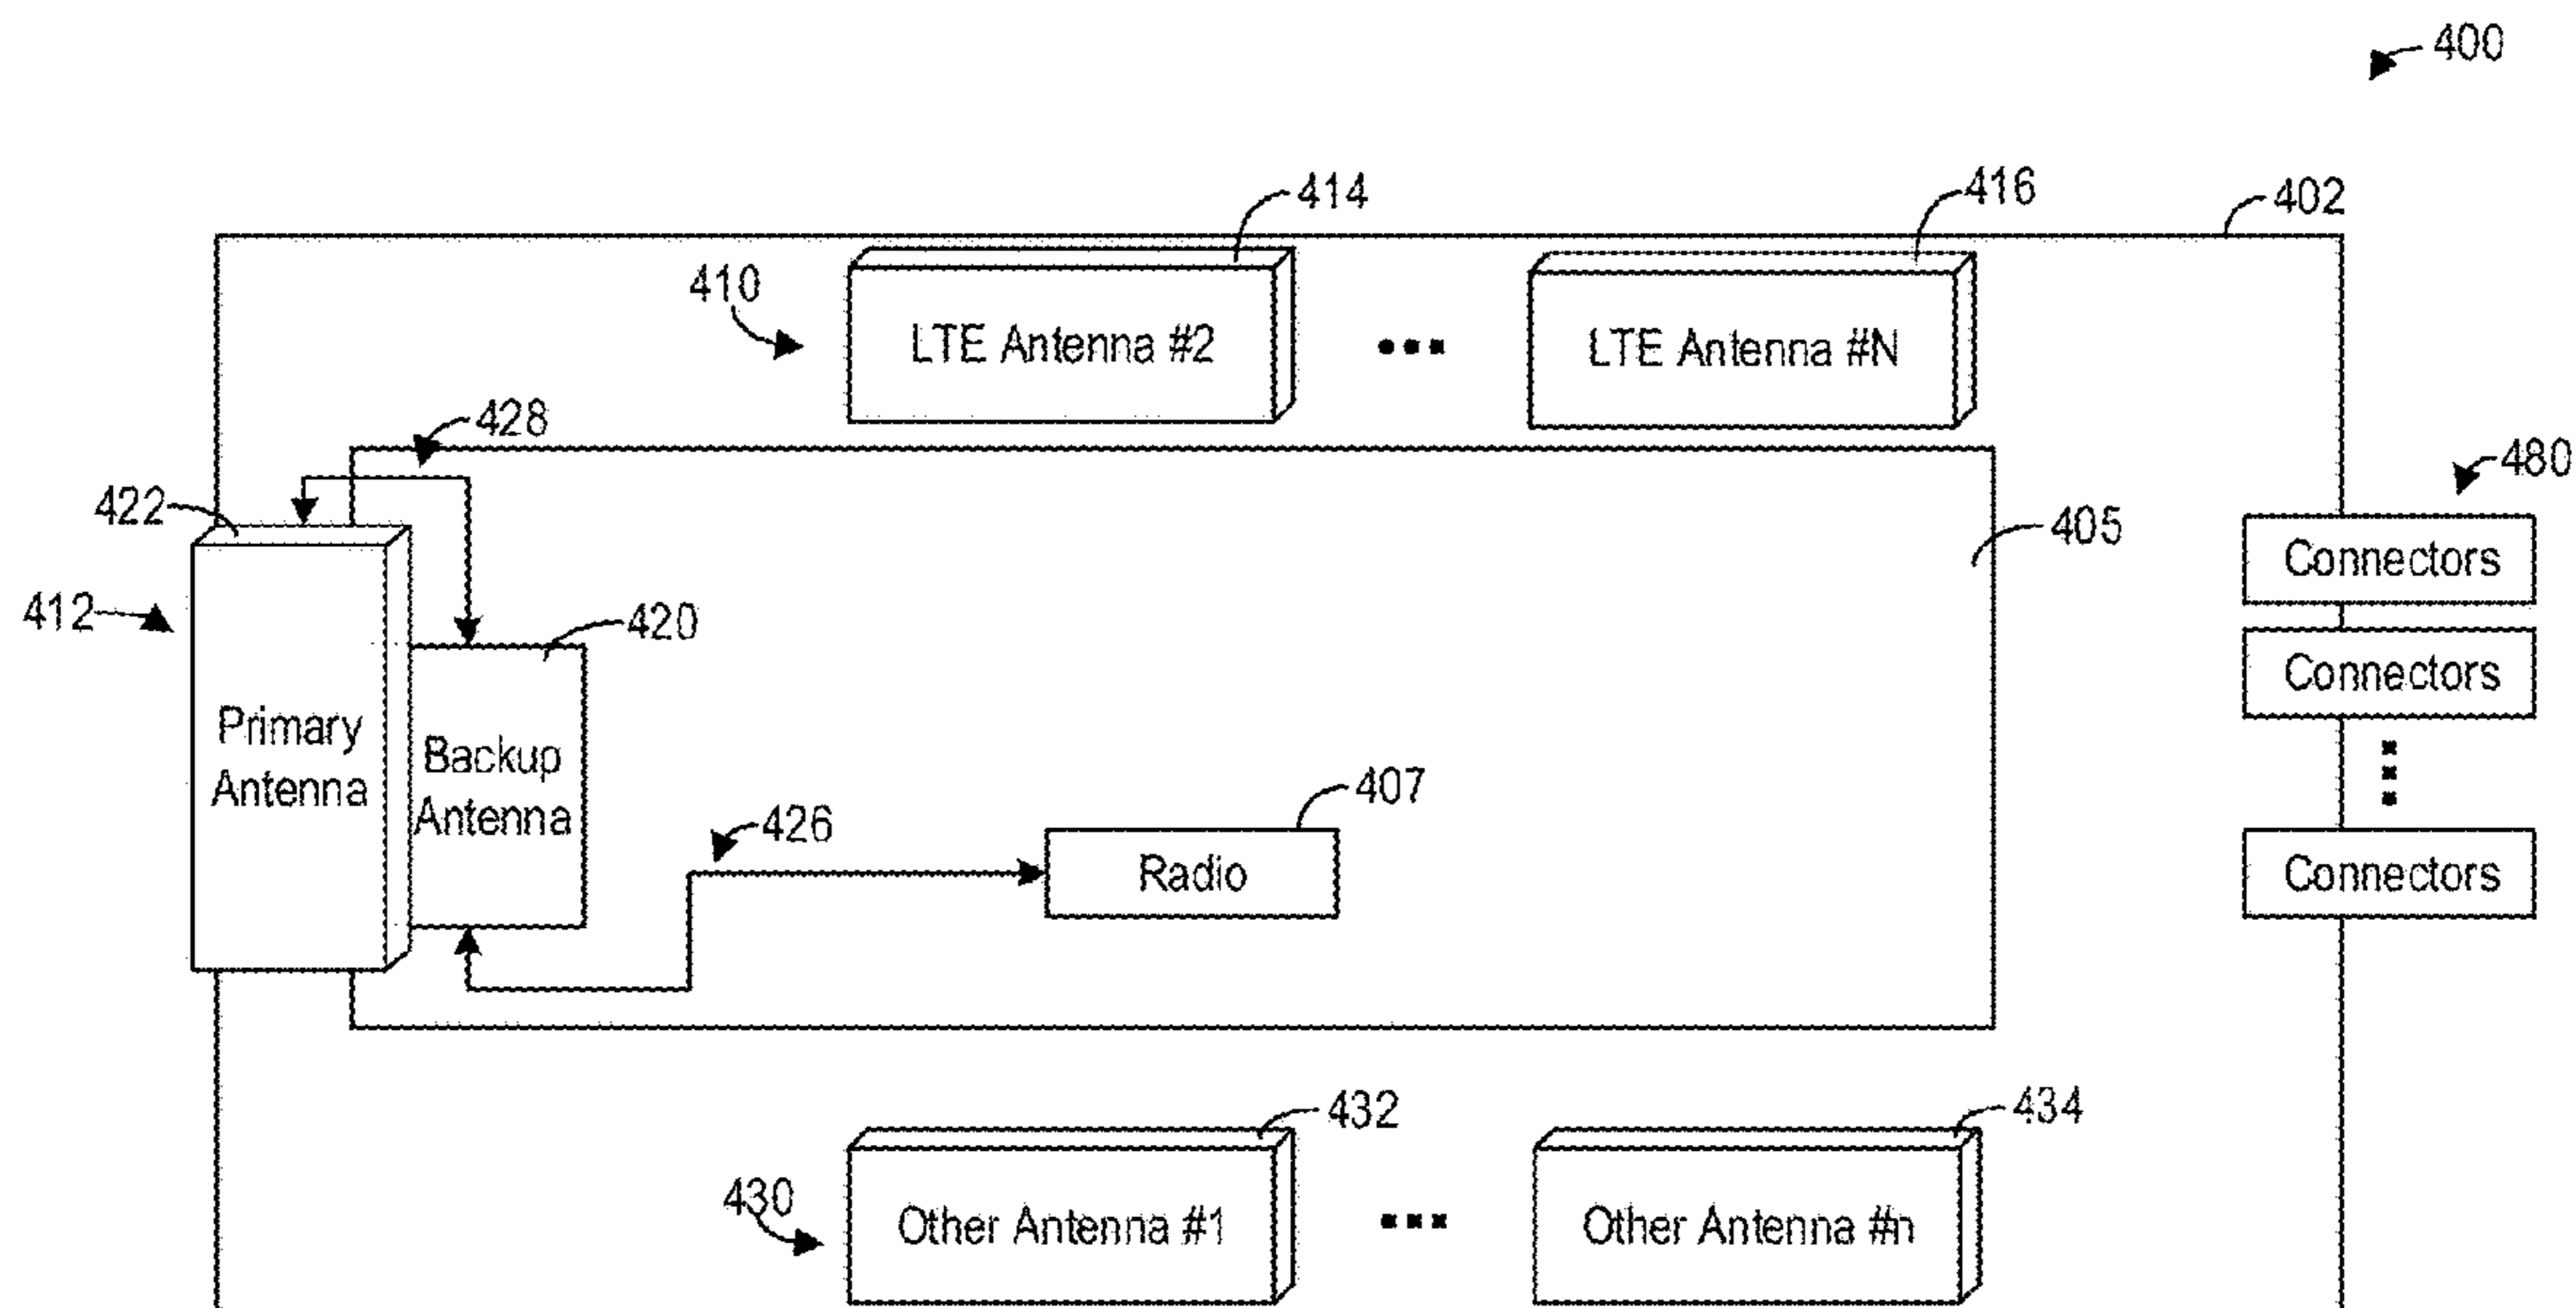 400
414
416
402
410
LTE Antenna #2
LTE Antenna #N
428
480
422
405
Connectors
412
420
Connectors
Primary
Antenna
Backup
Antenna
407
426
Radio
Connectors
432
434
430
Other Antenna #1
Other Antenna #n